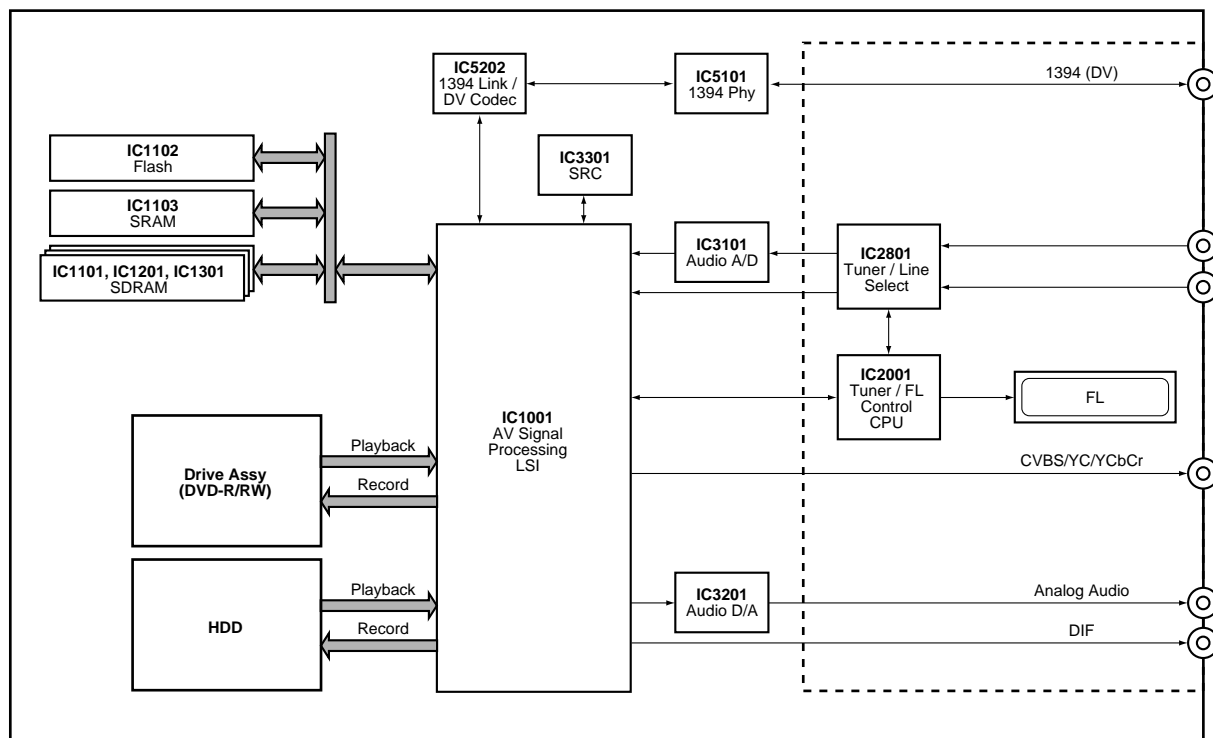 IC5202
1394 Link /
DV Codec
IC5101
1394 Phy
1394 (DV)
IC1102
Flash
IC3301
SRC
IC1103
SRAM
IC3101
Audio A/D
IC2801
Tuner / Line
Select
IC1101, IC1201, IC1301
SDRAM
IC2001
Tuner / FL
Control
CPU
FL
IC1001
AV Signal
Processing
LSI
Playback
Record
Drive Assy
(DVD-R/RW)
CVBS/YC/YCbCr
Playback
Record
HDD
IC3201
Audio D/A
Analog Audio
DIF